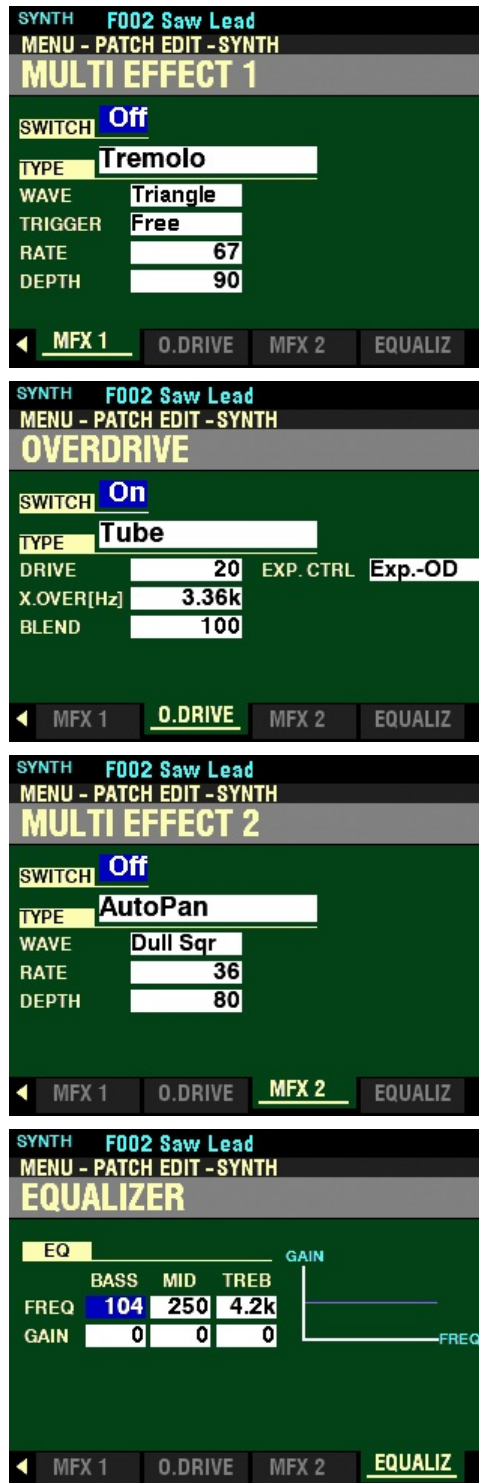 SYNTH F002 Saw Lead
MENU - PATCH EDIT - SYNTH
MULTI EFFECT 1
SWITCH Off
TYPE Tremolo
WAVE Triangle
TRIGGER Free
RATE 67
DEPTH 90
MFX 1 O.DRIVE MFX 2 EQUALIZ
SYNTH F002 Saw Lead
MENU - PATCH EDIT - SYNTH
OVERDRIVE
SWITCH On
TYPE Tube
DRIVE 20 EXP. CTRL Exp.-OD
X.OVER[Hz] 3.36k
BLEND 100
MFX 1 O.DRIVE MFX 2 EQUALIZ
SYNTH F002 Saw Lead
MENU - PATCH EDIT - SYNTH
MULTI EFFECT 2
SWITCH Off
TYPE AutoPan
WAVE Dull Sqr
RATE 36
DEPTH 80
MFX 1 O.DRIVE MFX 2 EQUALIZ
SYNTH F002 Saw Lead
MENU - PATCH EDIT - SYNTH
EQUALIZER
EQ GAIN
BASS MID TREB
FREQ 104 250 4.2k
GAIN 0 0 0 FREQ
MFX 1 O.DRIVE MFX 2 EQUALIZ